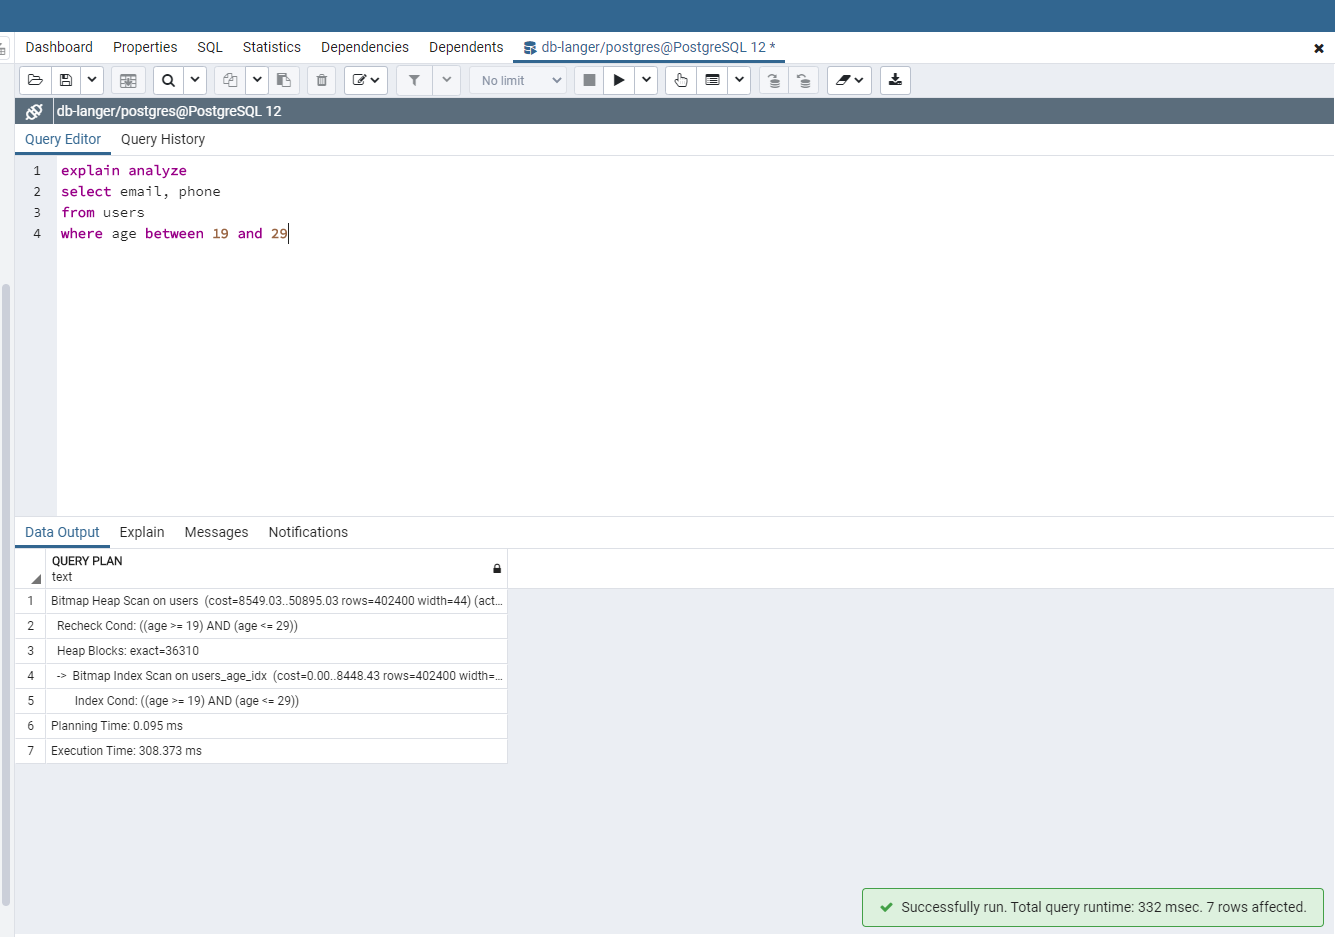 Dashboard Properties SQL Statistics Dependencies Dependents db-langer/postgres@PostgreSQL 12 *
No limit
db-langer/postgres@PostgreSQL 12
Query Editor Query History
1 explain analyze
2 select email, phone
3 from users
4 where age between 19 and 29
Data Output Explain Messages Notifications
QUERY PLAN
text
1 Bitmap Heap Scan on users (cost=8549.03..50895.03 rows=402400 width=44) (act...
2 Recheck Cond: ((age >= 19) AND (age <= 29))
3 Heap Blocks: exact=36310
4 -> Bitmap Index Scan on users_age_idx (cost=0.00..8448.43 rows=402400 width=...
5 Index Cond: ((age >= 19) AND (age <= 29))
6 Planning Time: 0.095 ms
7 Execution Time: 308.373 ms
Successfully run. Total query runtime: 332 msec. 7 rows affected.